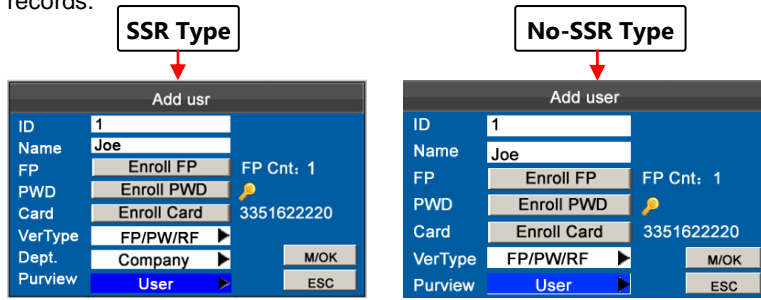 records.
SSR Type
No-SSR Type
Add usr
ID 1
Name Joe
FP Enroll FP FP Cnt: 1
PWD Enroll PWD
Card Enroll Card 3351622220
VerType FP/PW/RF
Dept. Company M/OK
Purview User ESC
Add user
ID 1
Name Joe
FP Enroll FP FP Cnt: 1
PWD Enroll PWD
Card Enroll Card 3351622220
VerType FP/PW/RF M/OK
Purview User ESC